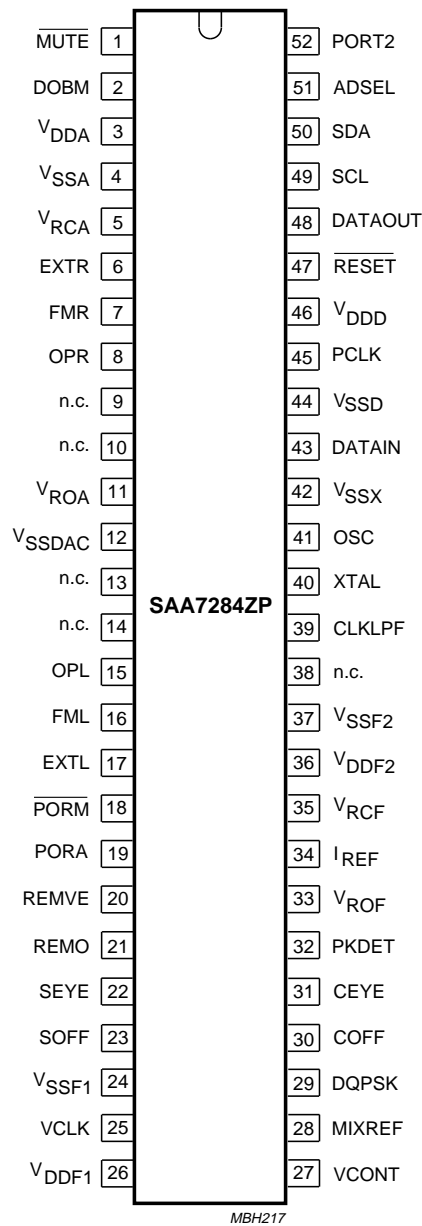 MUTE 1
DOBM 2
VDDA 3
VSSA 4
VRCA 5
EXTR 6
FMR 7
OPR 8
n.c. 9
n.c. 10
VROA 11
VSSDAC 12
n.c. 13
n.c. 14
OPL 15
FML 16
EXTL 17
PORM 18
PORA 19
REMVE 20
REMO 21
SEYE 22
SOFF 23
VSSF1 24
VCLK 25
VDDF1 26
SAA7284ZP
52 PORT2
51 ADSEL
50 SDA
49 SCL
48 DATAOUT
47 RESET
46 VDDD
45 PCLK
44 VSSD
43 DATAIN
42 VSSX
41 OSC
40 XTAL
39 CLKLPF
38 n.c.
37 VSSF2
36 VDDF2
35 VRCF
34 IREF
33 VROF
32 PKDET
31 CEYE
30 COFF
29 DQPSK
28 MIXREF
27 VCONT
MBH217